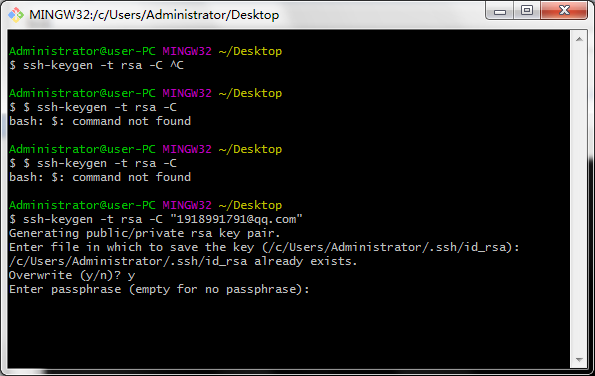 MINGW32:/c/Users/Administrator/Desktop
Administrator@user-PC MINGW32 ~/Desktop
$ ssh-keygen -t rsa -C ^C
Administrator@user-PC MINGW32 ~/Desktop
$ $ ssh-keygen -t rsa -C
bash: $: command not found
Administrator@user-PC MINGW32 ~/Desktop
$ $ ssh-keygen -t rsa -C
bash: $: command not found
Administrator@user-PC MINGW32 ~/Desktop
$ ssh-keygen -t rsa -C "1918991791@qq.com"
Generating public/private rsa key pair.
Enter file in which to save the key (/c/Users/Administrator/.ssh/id_rsa):
/c/Users/Administrator/.ssh/id_rsa already exists.
Overwrite (y/n)? y
Enter passphrase (empty for no passphrase):